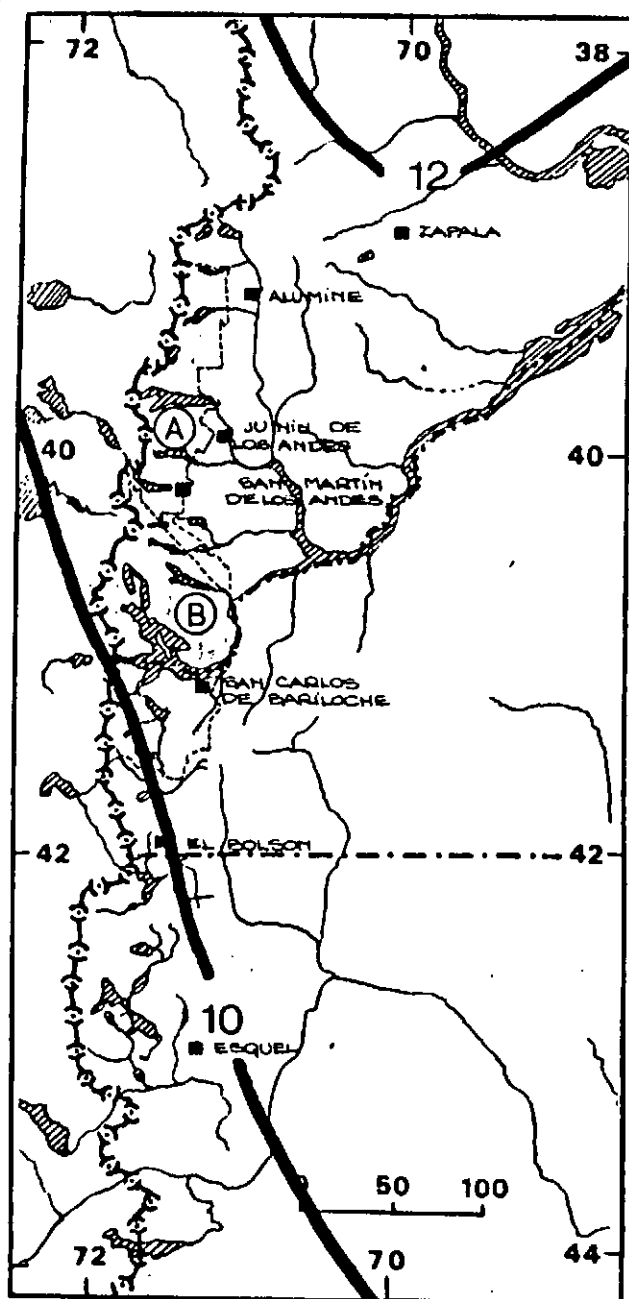 72
70
38
12
ZAPALA
ALUMINE
A
JUNIN DE
LOS ANDES
40
40
SAN MARTIN
DE LOS ANDES
B
SAN CARLOS
DE BARILOCHE
42
EL BOLSON
42
10
ESQUEL
0 50 100
72
70
44